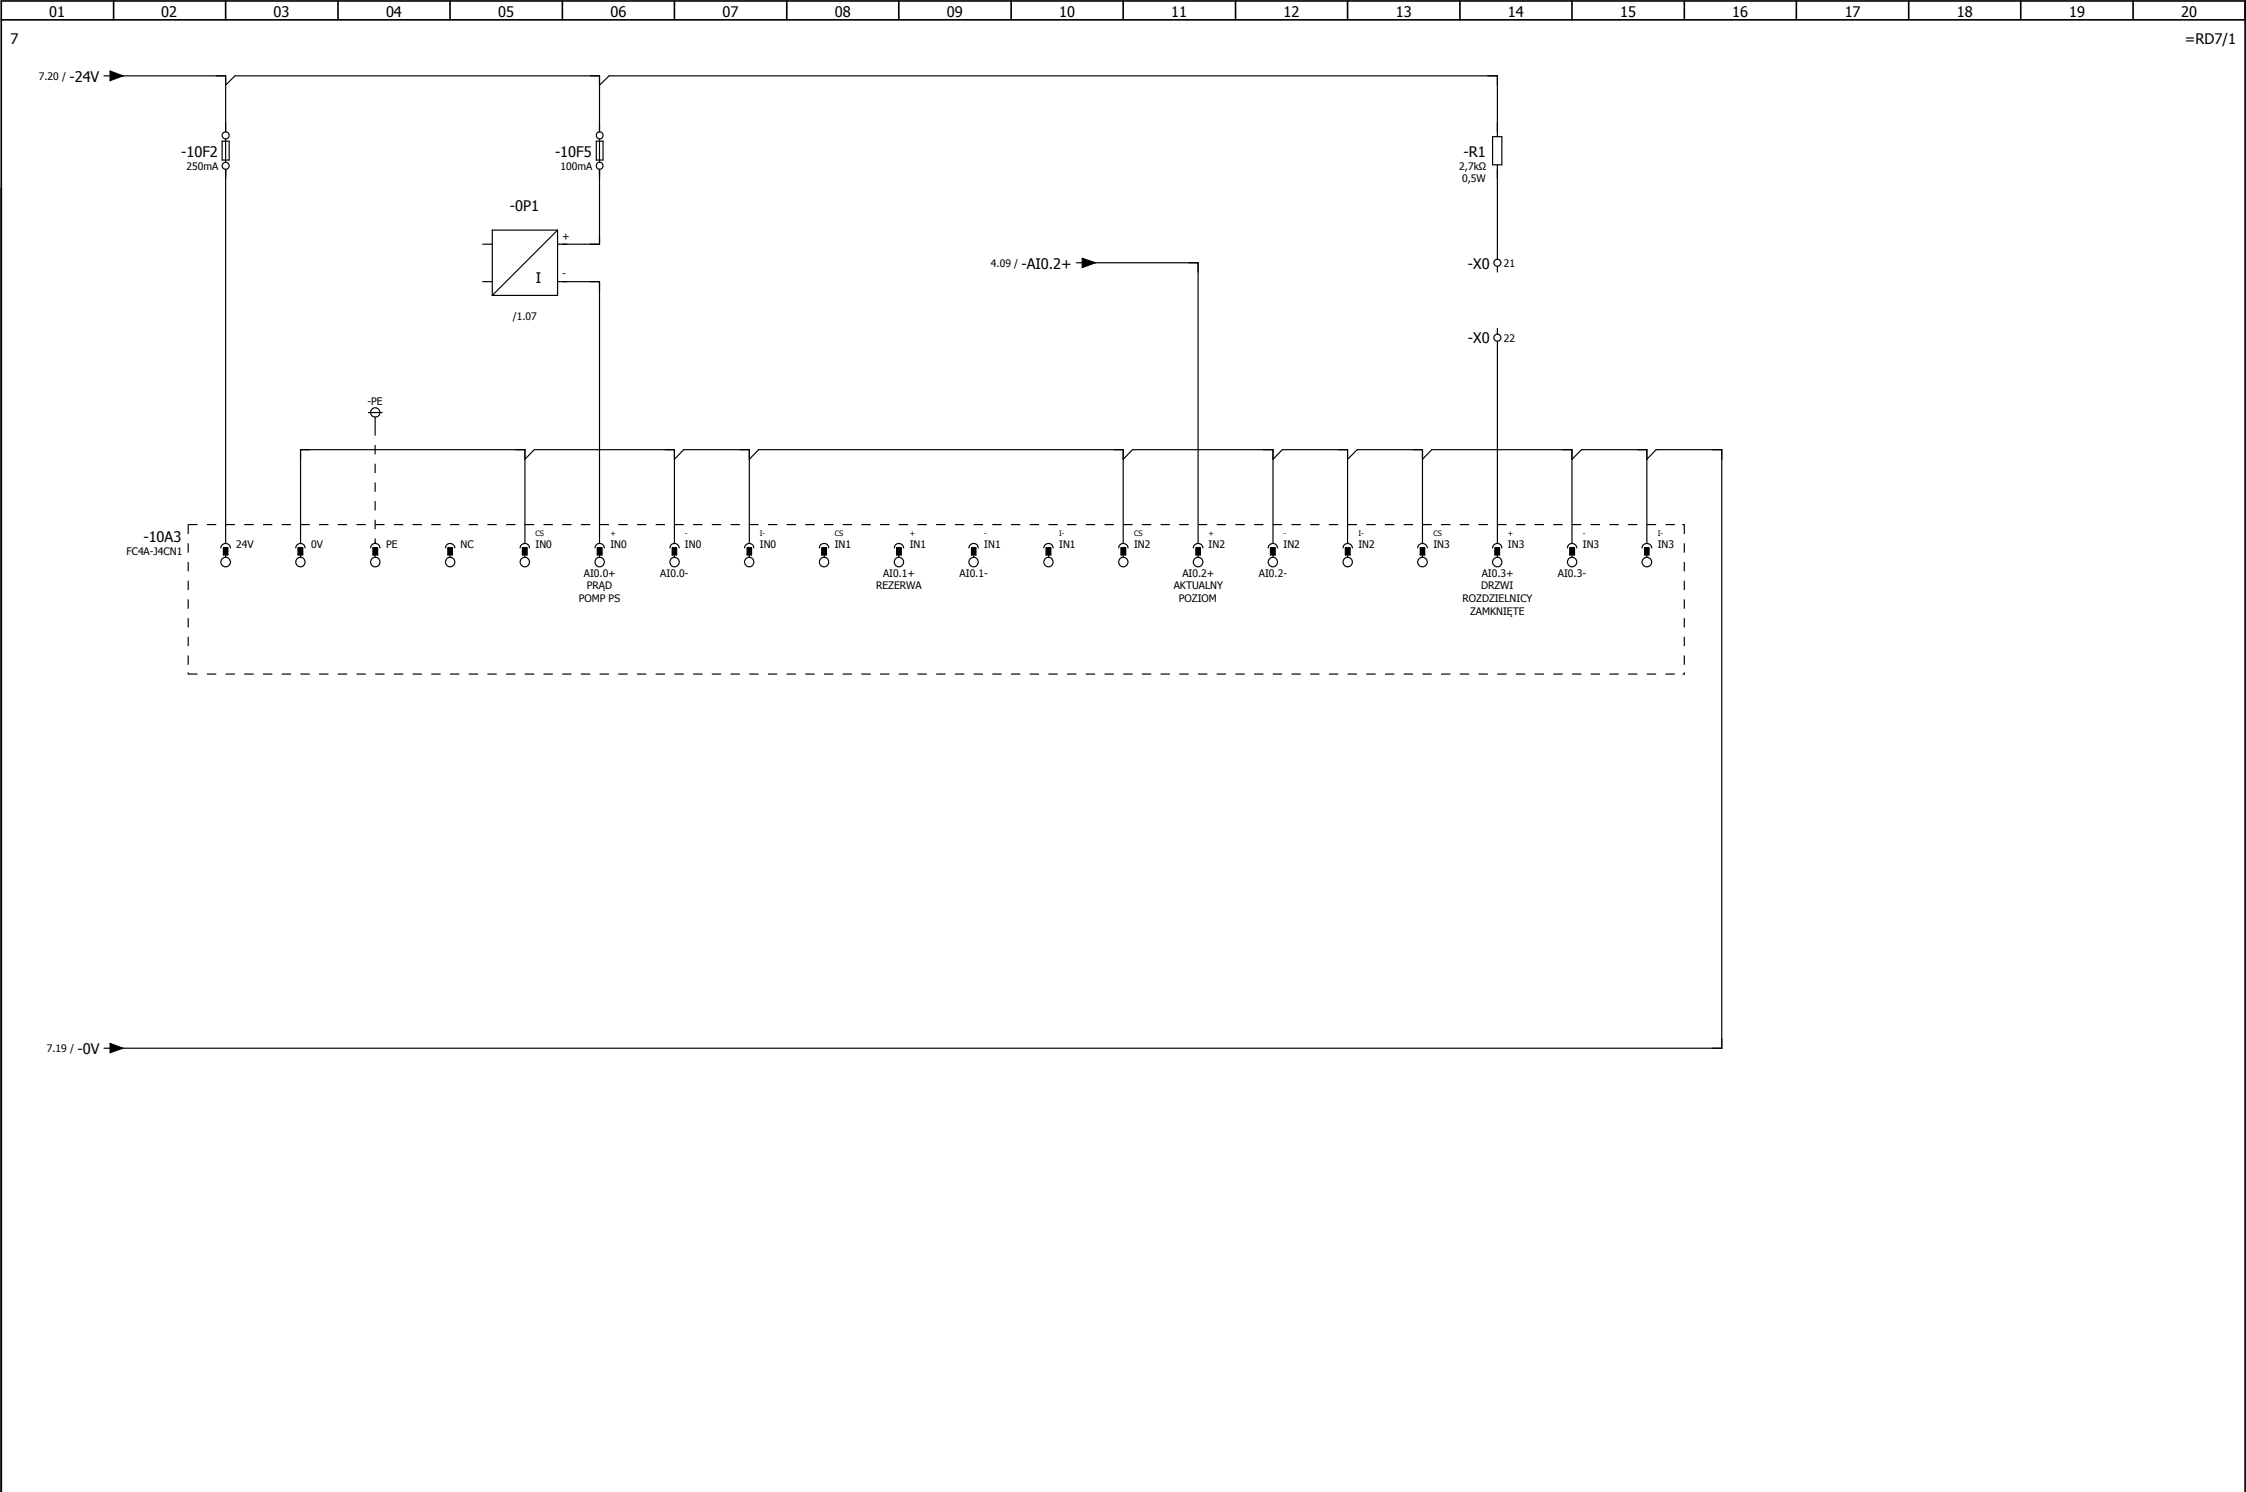 01 02 03 04 05 06 07 08 09 10 11 12 13 14 15 16 17 18 19 20
7 =RD7/1
7.20 / -24V
-10F2
250mA
-10F5
100mA
-R1
2,7kΩ
0,5W
-0P1
+
I -
/1.07
4.09 / -AI0.2+
-X0 21
-X0 22
-PE
-10A3
FC4A-J4CN1
24V
0V
PE
NC
CS
IN0
+
IN0
-
IN0
I-
IN0
CS
IN1
+
IN1
-
IN1
I-
IN1
CS
IN2
+
IN2
-
IN2
I-
IN2
CS
IN3
+
IN3
-
IN3
I-
IN3
AI0.0+
PRĄD
POMP PS
AI0.0-
AI0.1+
REZERWA
AI0.1-
AI0.2+
AKTUALNY
POZIOM
AI0.2-
AI0.3+
DRZWI
ROZDZIELNICY
ZAMKNIĘTE
AI0.3-
7.19 / -0V